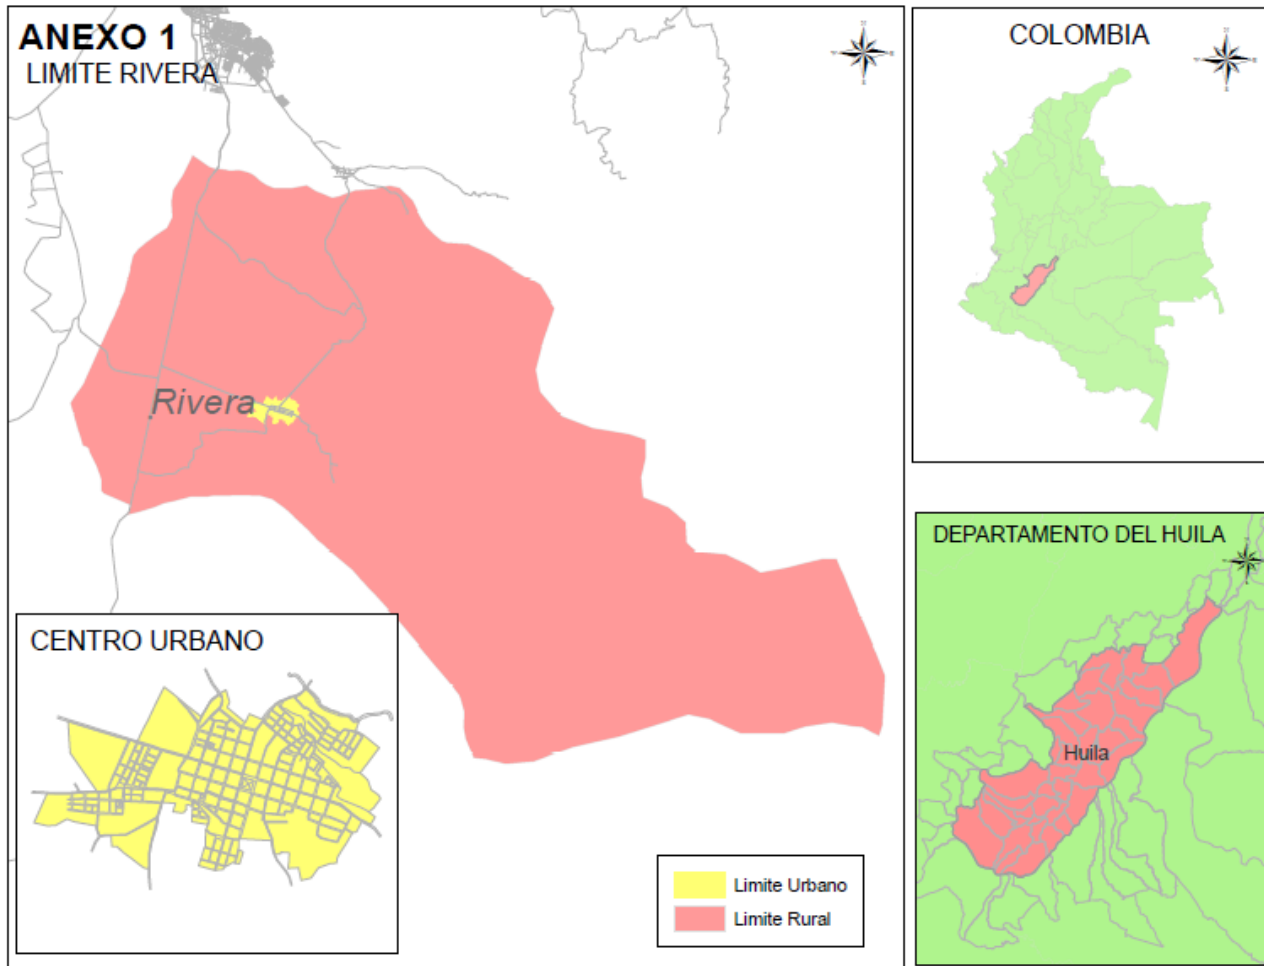 ANEXO 1
LIMITE RIVERA
Rivera
CENTRO URBANO
Limite Urbano
Limite Rural
COLOMBIA
DEPARTAMENTO DEL HUILA
Huila